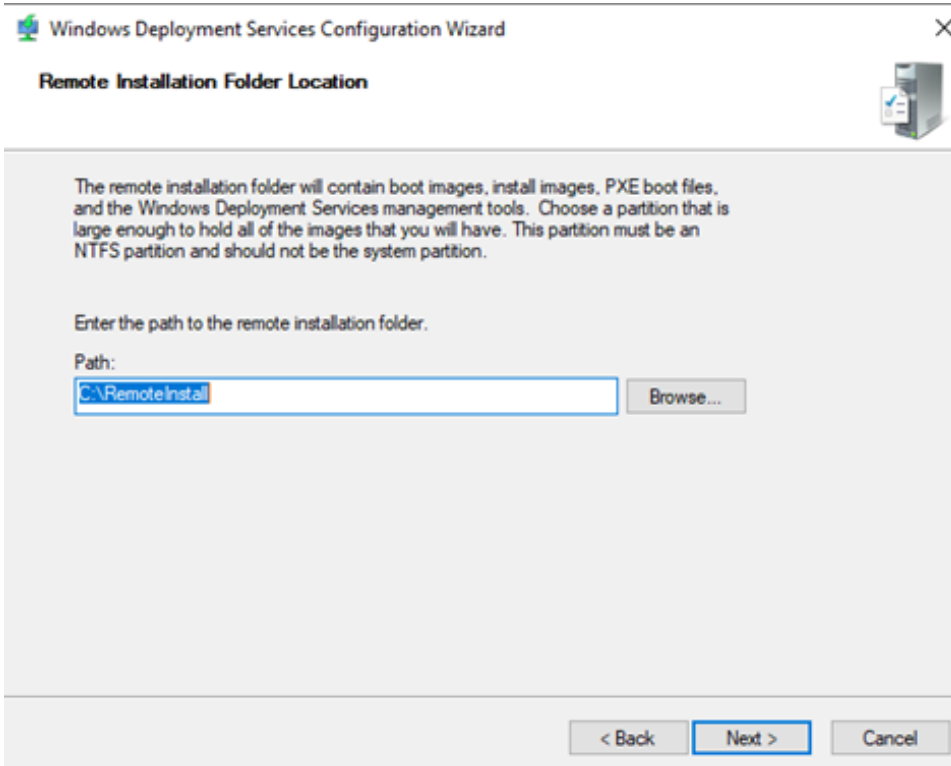 Windows Deployment Services Configuration Wizard
Remote Installation Folder Location
The remote installation folder will contain boot images, install images, PXE boot files,
and the Windows Deployment Services management tools.  Choose a partition that is
large enough to hold all of the images that you will have. This partition must be an
NTFS partition and should not be the system partition.
Enter the path to the remote installation folder.
Path:
C:\RemoteInstall
Browse...
< Back
Next >
Cancel